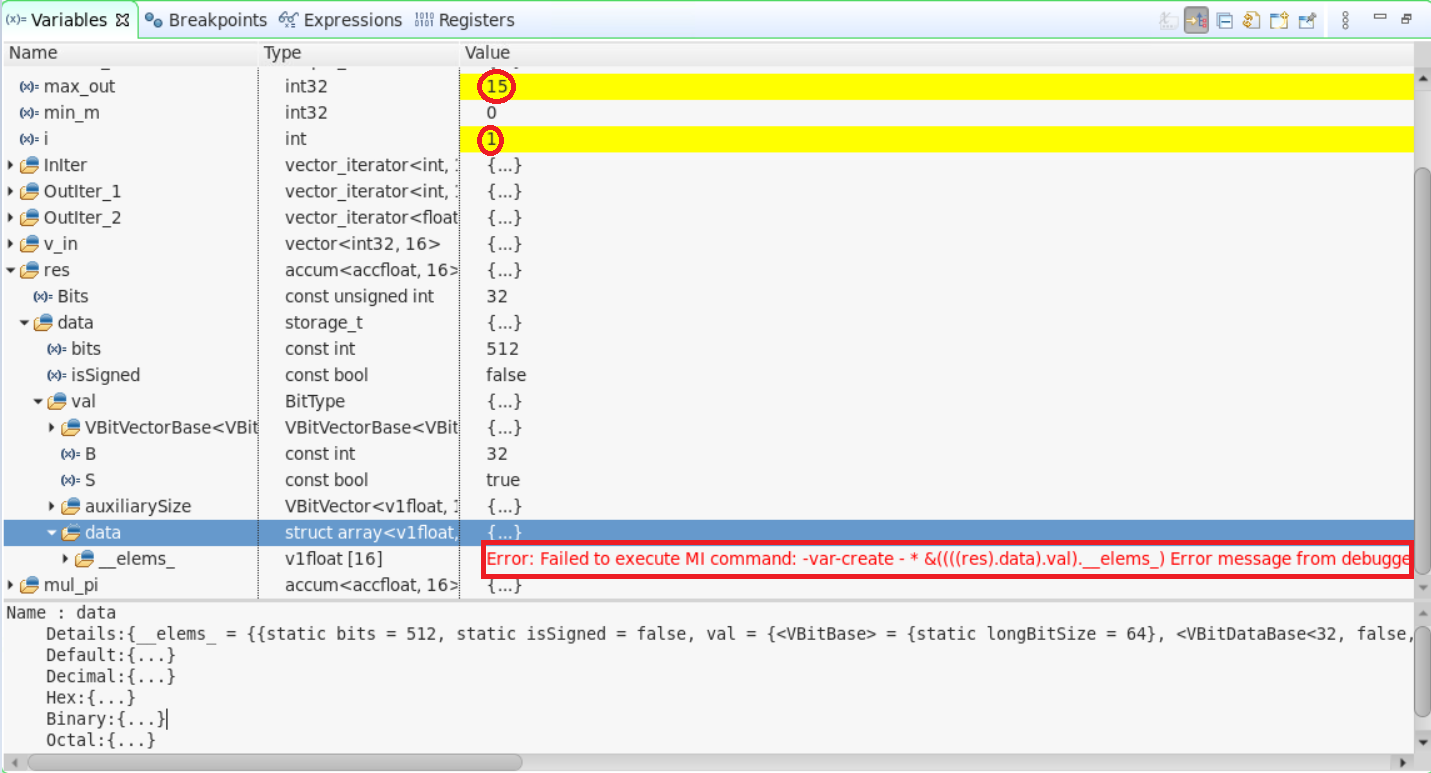 (x)= Variables Breakpoints Expressions 1010 0101 Registers
Name Type Value
(x)= max_out int32 15
(x)= min_m int32 0
(x)= i int 1
InIter vector_iterator<int, {...}
OutIter_1 vector_iterator<int, {...}
OutIter_2 vector_iterator<float {...}
v_in vector<int32, 16> {...}
res accum<accfloat, 16> {...}
(x)= Bits const unsigned int 32
data storage_t {...}
(x)= bits const int 512
(x)= isSigned const bool false
val BitType {...}
VBitVectorBase<VBit VBitVectorBase<VBit {...}
(x)= B const int 32
(x)= S const bool true
auxiliarySize VBitVector<v1float, {...}
data struct array<v1float, {...}
__elems_ v1float [16] Error: Failed to execute MI command: -var-create - * &((((res).data).val).__elems_) Error message from debugge
mul_pi accum<accfloat, 16> {...}
Name : data
Details:{__elems_ = {{static bits = 512, static isSigned = false, val = {<VBitBase> = {static longBitSize = 64}, <VBitDataBase<32, false,
Default:{...}
Decimal:{...}
Hex:{...}
Binary:{...}
Octal:{...}